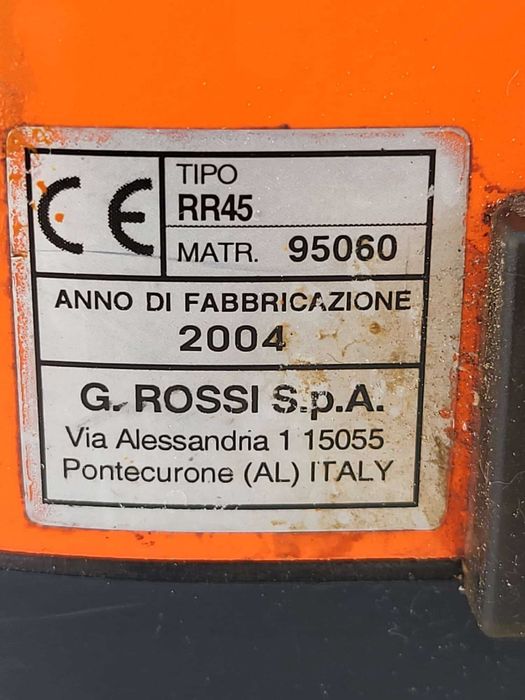 CE
TIPO
RR45
MATR. 95060
ANNO DI FABBRICAZIONE
2004
G. ROSSI S.p.A.
Via Alessandria 1 15055
Pontecurone (AL) ITALY